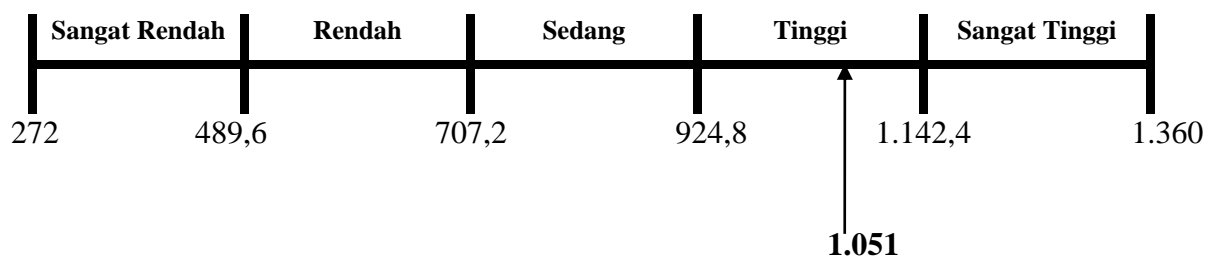 Sangat Rendah Rendah Sedang Tinggi Sangat Tinggi
272 489,6 707,2 924,8 1.142,4 1.360
1.051